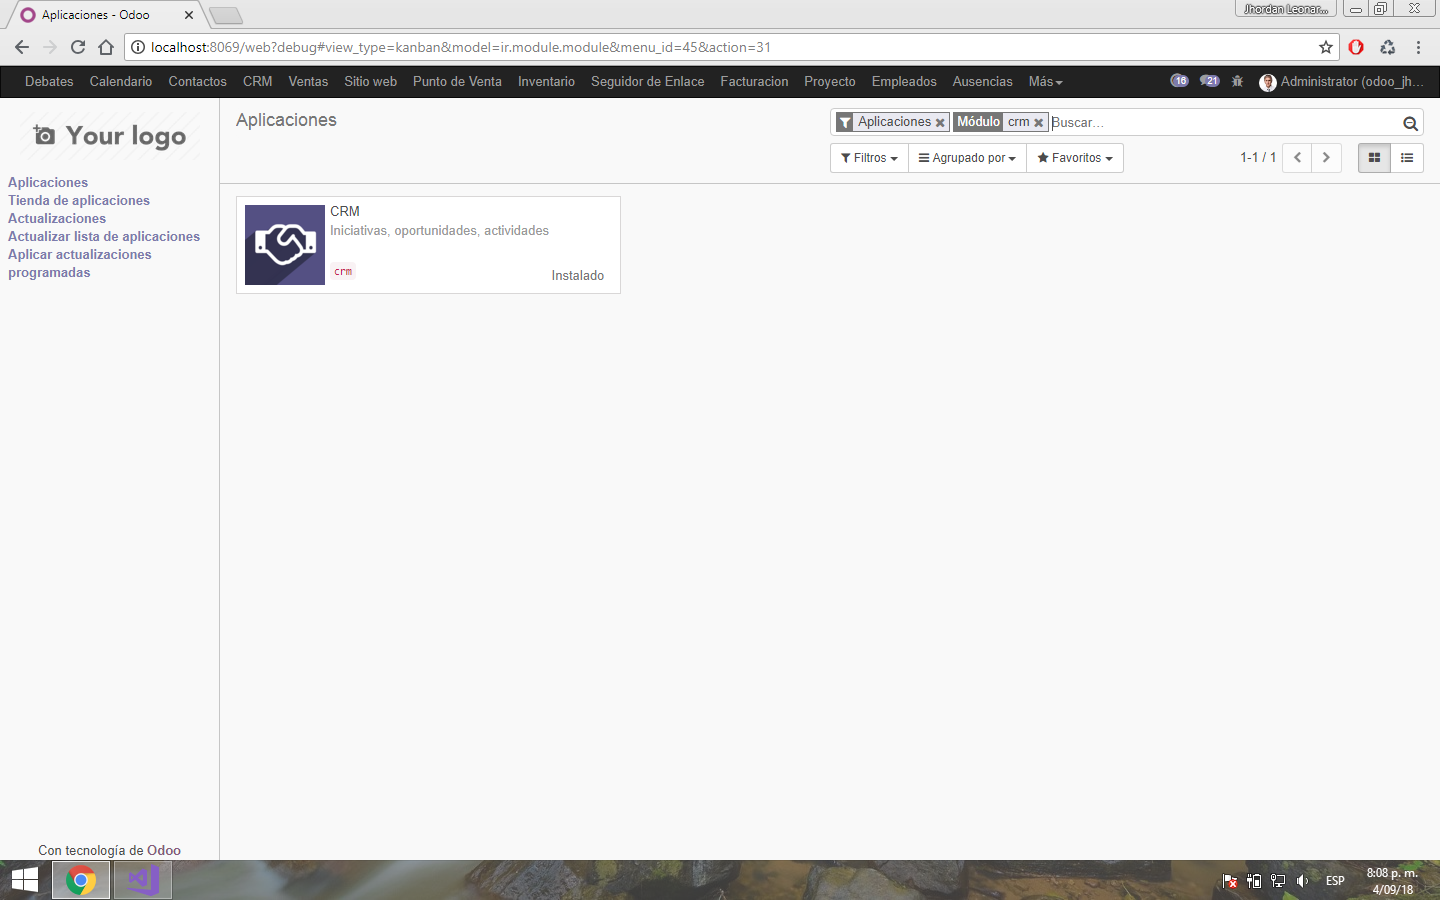 Aplicaciones - Odoo
Jhordan Leonar...
localhost:8069/web?debug#view_type=kanban&model=ir.module.module&menu_id=45&action=31
Debates Calendario Contactos CRM Ventas Sitio web Punto de Venta Inventario Seguidor de Enlace Facturacion Proyecto Empleados Ausencias Más 16 21 Administrator (odoo_jh...
Your logo
Aplicaciones
Tienda de aplicaciones
Actualizaciones
Actualizar lista de aplicaciones
Aplicar actualizaciones
programadas
Aplicaciones
Aplicaciones Módulo crm Buscar...
Filtros Agrupado por Favoritos 1-1 / 1
CRM
Iniciativas, oportunidades, actividades
crm
Instalado
Con tecnología de Odoo
ESP
8:08 p. m.
4/09/18